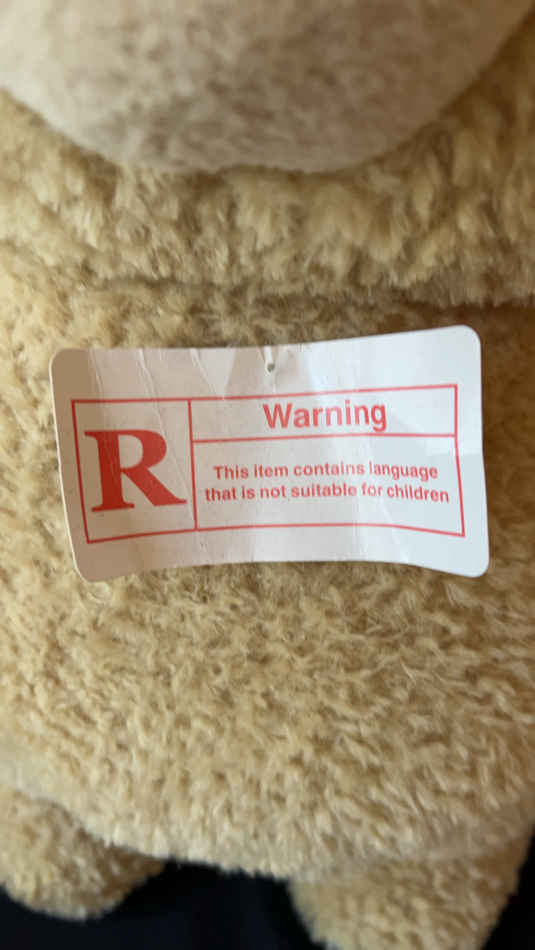 R
Warning
This item contains language
that is not suitable for children